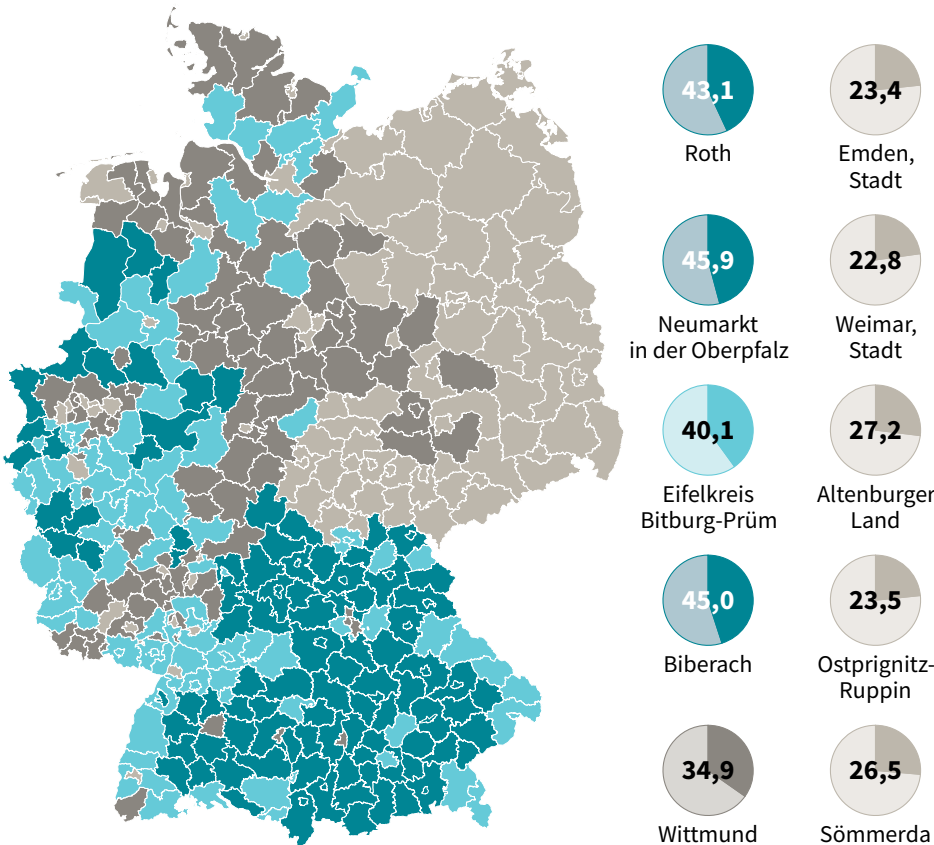 43,1
Roth
23,4
Emden,
Stadt
45,9
Neumarkt
in der Oberpfalz
22,8
Weimar,
Stadt
40,1
Eifelkreis
Bitburg-Prüm
27,2
Altenburger
Land
45,0
Biberach
23,5
Ostprignitz-
Ruppin
34,9
Wittmund
26,5
Sömmerda